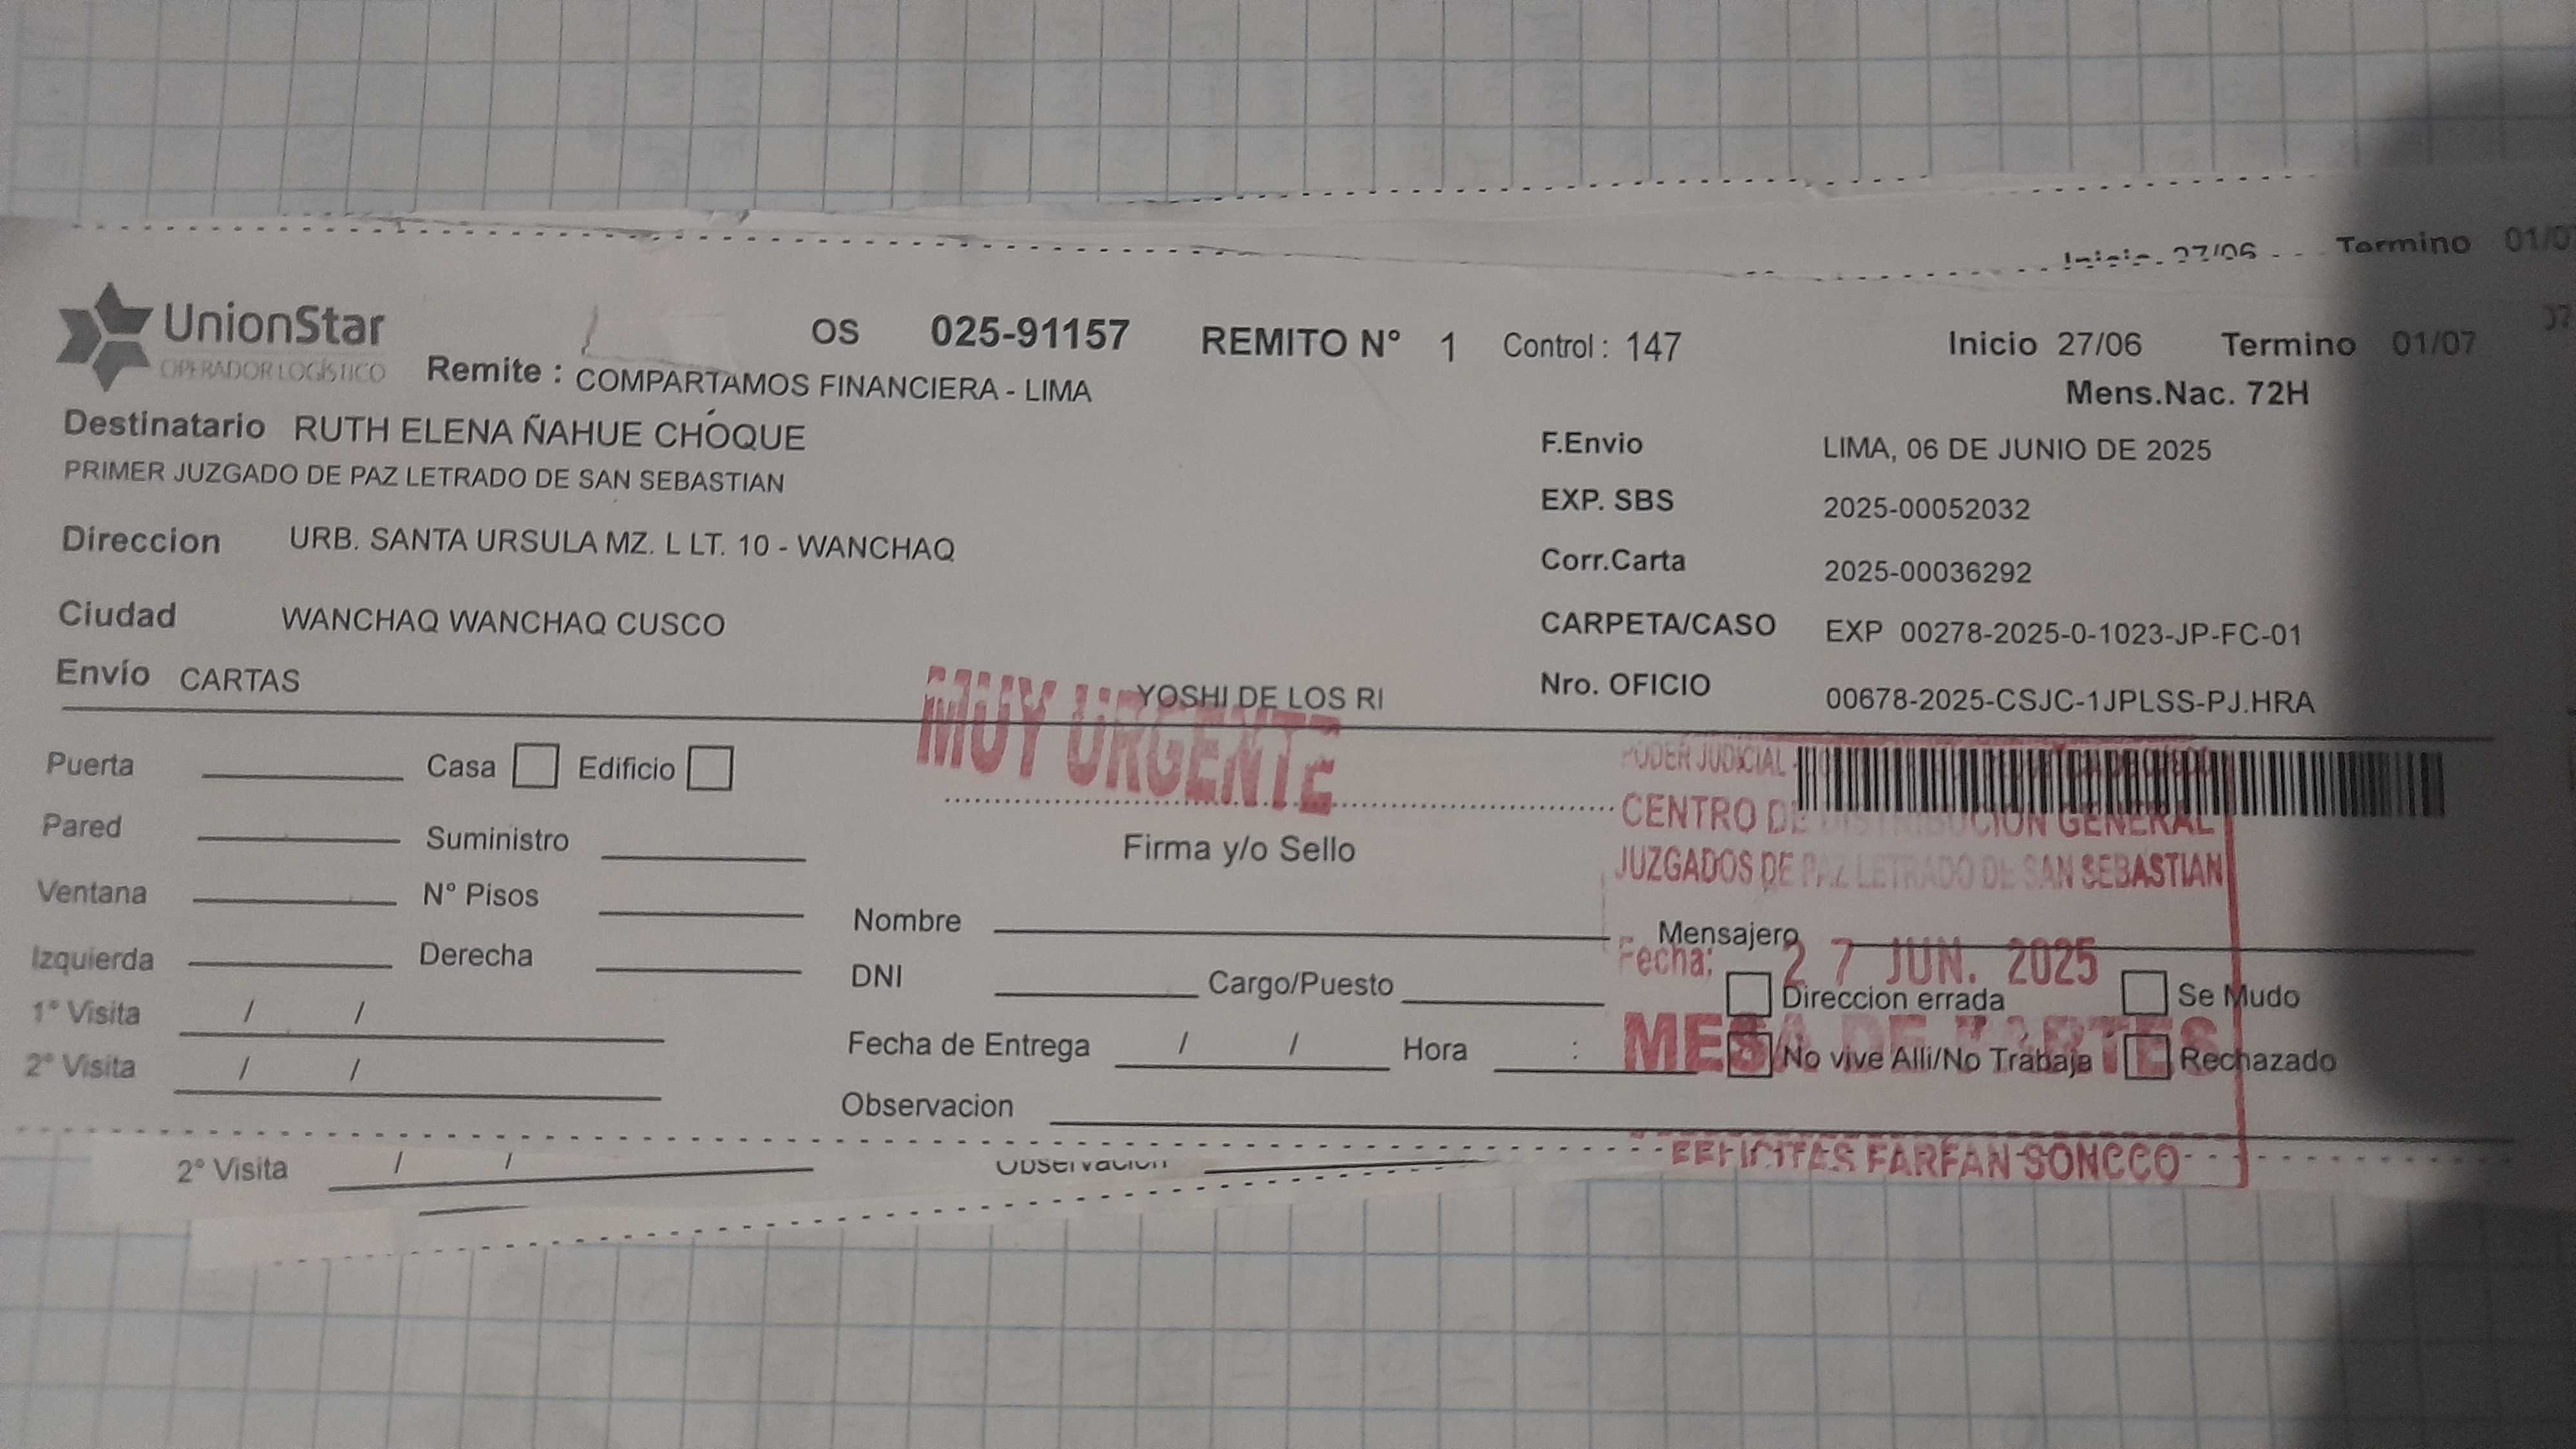 Inicio 27/06 Termino 01/0
UnionStar
OPERADOR LOGÍSTICO
OS 025-91157 REMITO N° 1 Control : 147 Inicio 27/06 Termino 01/07
Remite : COMPARTAMOS FINANCIERA - LIMA Mens.Nac. 72H
Destinatario RUTH ELENA ÑAHUE CHOQUE
PRIMER JUZGADO DE PAZ LETRADO DE SAN SEBASTIAN
Direccion URB. SANTA URSULA MZ. L LT. 10 - WANCHAQ
Ciudad WANCHAQ WANCHAQ CUSCO
Envío CARTAS
YOSHI DE LOS RI
F.Envio LIMA, 06 DE JUNIO DE 2025
EXP. SBS 2025-00052032
Corr.Carta 2025-00036292
CARPETA/CASO EXP 00278-2025-0-1023-JP-FC-01
Nro. OFICIO 00678-2025-CSJC-1JPLSS-PJ.HRA
MUY URGENTE
Puerta Casa Edificio
Pared Suministro
Ventana N° Pisos
Izquierda Derecha
1° Visita / /
2° Visita / /
Firma y/o Sello
Nombre
DNI Cargo/Puesto
Fecha de Entrega / / Hora :
Observacion
PODER JUDICIAL
CENTRO DE DISTRIBUCION GENERAL
JUZGADOS DE PAZ LETRADO DE SAN SEBASTIAN
Mensajero
Fecha: 27 JUN. 2025
Direccion errada Se Mudo
MESA DE PARTES
No vive Alli/No Trabaja Rechazado
FELICITAS FARFAN SONCCO
2° Visita / / Observacion